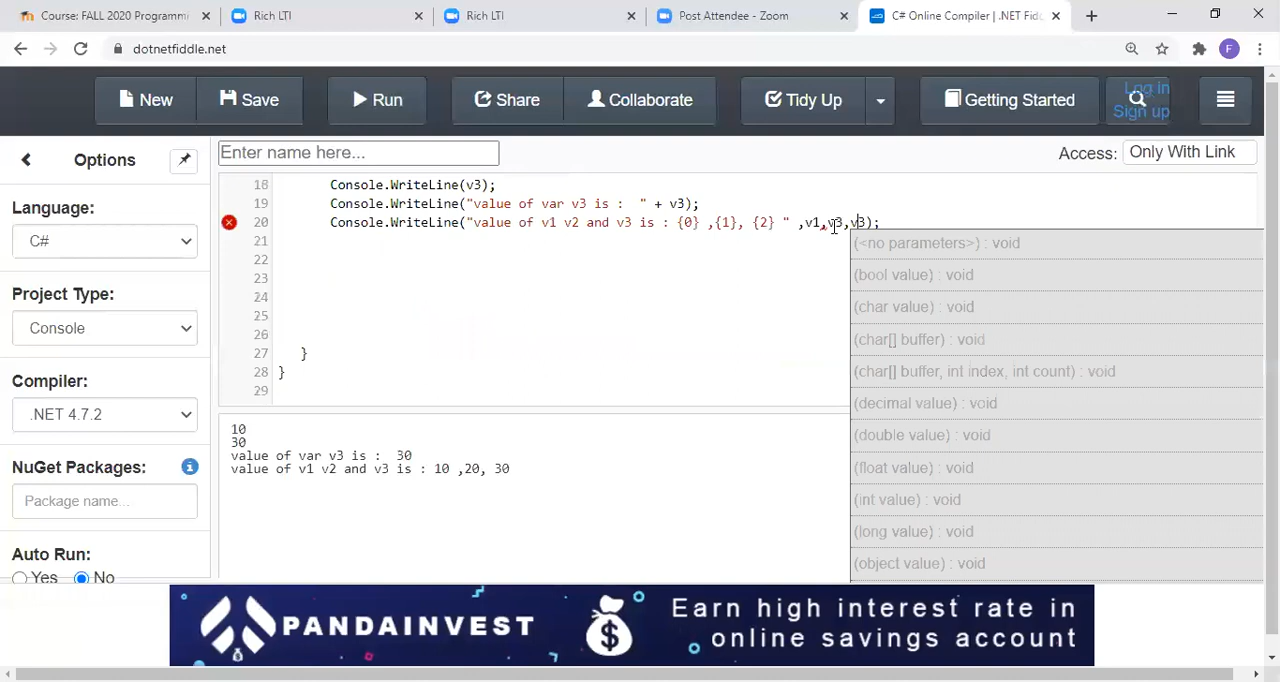 Course: FALL 2020 Programmi
Rich LTI
Rich LTI
Post Attendee - Zoom
C# Online Compiler | .NET Fidd
dotnetfiddle.net
F
New
Save
Run
Share
Collaborate
Tidy Up
Getting Started
Log in
Sign up
Options
Enter name here...
Access:
Only With Link
Language:
C#
Project Type:
Console
Compiler:
.NET 4.7.2
NuGet Packages:
Package name...
Auto Run:
Yes
No
18 Console.WriteLine(v3);
19 Console.WriteLine("value of var v3 is :  " + v3);
20 Console.WriteLine("value of v1 v2 and v3 is : {0} ,{1}, {2} " ,v1,v3,v3);
21
22
23
24
25
26
27 }
28 }
29
(<no parameters>) : void
(bool value) : void
(char value) : void
(char[] buffer) : void
(char[] buffer, int index, int count) : void
(decimal value) : void
(double value) : void
(float value) : void
(int value) : void
(long value) : void
(object value) : void
10
30
value of var v3 is :  30
value of v1 v2 and v3 is : 10 ,20, 30
PANDAINVEST
Earn high interest rate in
online savings account